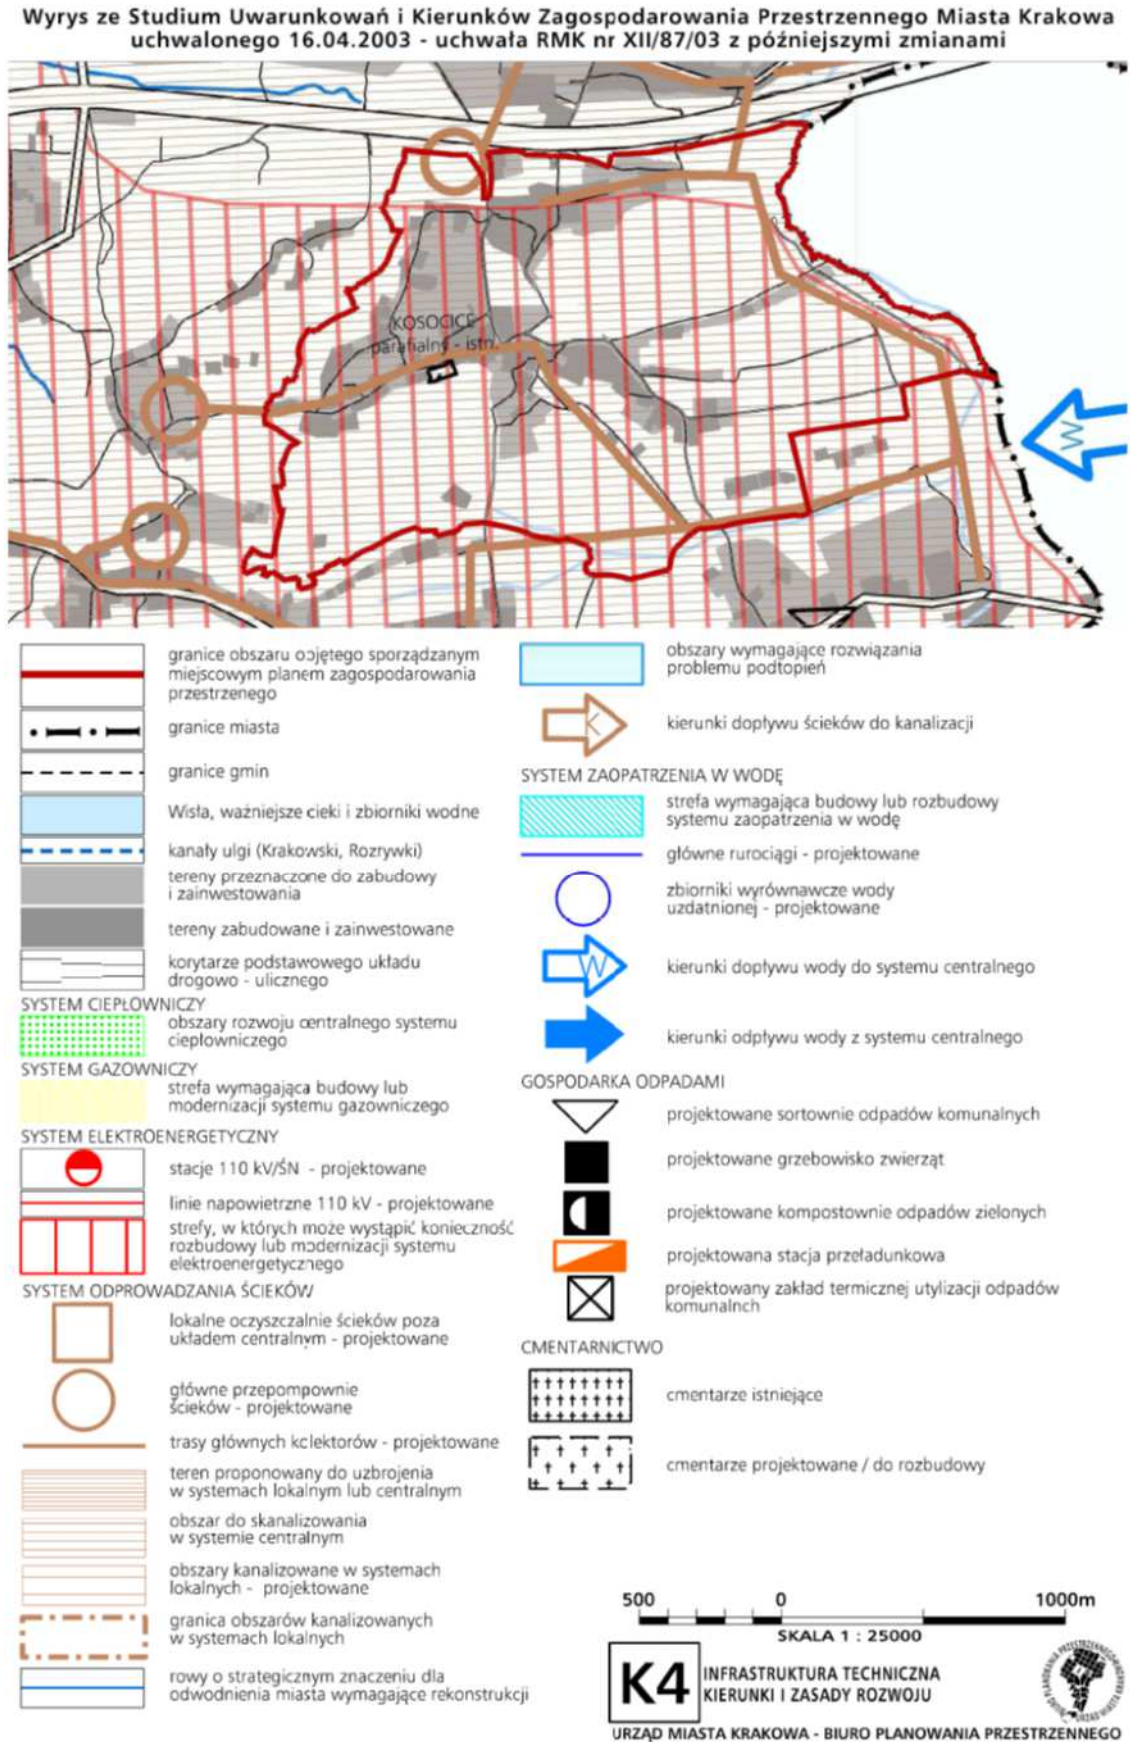 Wyrys ze Studium Uwarunkowań i Kierunków Zagospodarowania Przestrzennego Miasta Krakowa
uchwalonego 16.04.2003 - uchwała RMK nr XII/87/03 z późniejszymi zmianami
KOSOCICE
parafialny - istn.
W
granice obszaru objętego sporządzanym
miejscowym planem zagospodarowania
przestrzenego
granice miasta
granice gmin
Wisła, ważniejsze cieki i zbiorniki wodne
kanały ulgi (Krakowski, Rozrywki)
tereny przeznaczone do zabudowy
i zainwestowania
tereny zabudowane i zainwestowane
korytarze podstawowego układu
drogowo - ulicznego
SYSTEM CIEPŁOWNICZY
obszary rozwoju centralnego systemu
ciepłowniczego
SYSTEM GAZOWNICZY
strefa wymagająca budowy lub
modernizacji systemu gazowniczego
SYSTEM ELEKTROENERGETYCZNY
stacje 110 kV/ŚN - projektowane
linie napowietrzne 110 kV - projektowane
strefy, w których może wystąpić konieczność
rozbudowy lub modernizacji systemu
elektroenergetycznego
SYSTEM ODPROWADZANIA ŚCIEKÓW
lokalne oczyszczalnie ścieków poza
układem centralnym - projektowane
główne przepompownie
ścieków - projektowane
trasy głównych kolektorów - projektowane
teren proponowany do uzbrojenia
w systemach lokalnym lub centralnym
obszar do skanalizowania
w systemie centralnym
obszary kanalizowane w systemach
lokalnych - projektowane
granica obszarów kanalizowanych
w systemach lokalnych
rowy o strategicznym znaczeniu dla
odwodnienia miasta wymagające rekonstrukcji
obszary wymagające rozwiązania
problemu podtopień
K
kierunki dopływu ścieków do kanalizacji
SYSTEM ZAOPATRZENIA W WODĘ
strefa wymagająca budowy lub rozbudowy
systemu zaopatrzenia w wodę
główne rurociągi - projektowane
zbiorniki wyrównawcze wody
uzdatnionej - projektowane
W
kierunki dopływu wody do systemu centralnego
kierunki odpływu wody z systemu centralnego
GOSPODARKA ODPADAMI
projektowane sortownie odpadów komunalnych
projektowane grzebowisko zwierząt
projektowane kompostownie odpadów zielonych
projektowana stacja przeładunkowa
projektowany zakład termicznej utylizacji odpadów
komunalnch
CMENTARNICTWO
cmentarze istniejące
cmentarze projektowane / do rozbudowy
500 0 1000m
SKALA 1 : 25000
K4
INFRASTRUKTURA TECHNICZNA
KIERUNKI I ZASADY ROZWOJU
URZĄD MIASTA KRAKOWA - BIURO PLANOWANIA PRZESTRZENNEGO